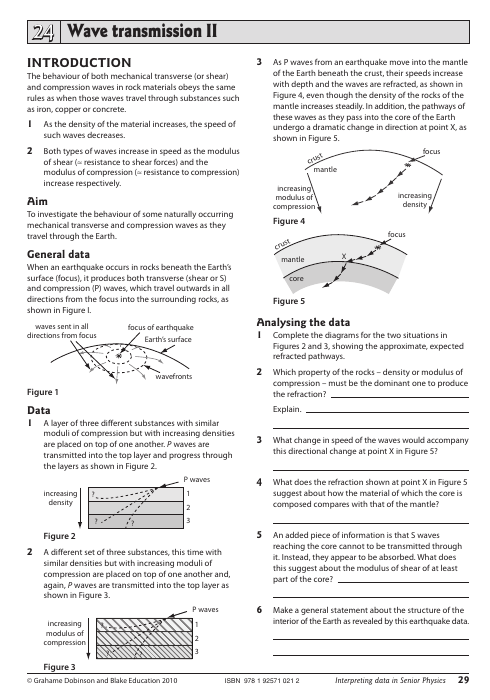 24 Wave transmission II
INTRODUCTION
The behaviour of both mechanical transverse (or shear)
and compression waves in rock materials obeys the same
rules as when those waves travel through substances such
as iron, copper or concrete.
1 As the density of the material increases, the speed of
such waves decreases.
2 Both types of waves increase in speed as the modulus
of shear (≈ resistance to shear forces) and the
modulus of compression (≈ resistance to compression)
increase respectively.
Aim
To investigate the behaviour of some naturally occurring
mechanical transverse and compression waves as they
travel through the Earth.
General data
When an earthquake occurs in rocks beneath the Earth's
surface (focus), it produces both transverse (shear or S)
and compression (P) waves, which travel outwards in all
directions from the focus into the surrounding rocks, as
shown in Figure I.
waves sent in all
directions from focus
focus of earthquake
Earth's surface
wavefronts
Figure 1
Data
1 A layer of three different substances with similar
moduli of compression but with increasing densities
are placed on top of one another. P waves are
transmitted into the top layer and progress through
the layers as shown in Figure 2.
P waves
increasing
density
? 1
2
? ? 3
Figure 2
2 A different set of three substances, this time with
similar densities but with increasing moduli of
compression are placed on top of one another and,
again, P waves are transmitted into the top layer as
shown in Figure 3.
P waves
increasing
modulus of
compression
? 1
2
? ? 3
Figure 3
3 As P waves from an earthquake move into the mantle
of the Earth beneath the crust, their speeds increase
with depth and the waves are refracted, as shown in
Figure 4, even though the density of the rocks of the
mantle increases steadily. In addition, the pathways of
these waves as they pass into the core of the Earth
undergo a dramatic change in direction at point X, as
shown in Figure 5.
focus
crust
mantle
increasing
modulus of
compression
increasing
density
Figure 4
focus
crust
mantle
X
core
Figure 5
Analysing the data
1 Complete the diagrams for the two situations in
Figures 2 and 3, showing the approximate, expected
refracted pathways.
2 Which property of the rocks – density or modulus of
compression – must be the dominant one to produce
the refraction?
Explain.
3 What change in speed of the waves would accompany
this directional change at point X in Figure 5?
4 What does the refraction shown at point X in Figure 5
suggest about how the material of which the core is
composed compares with that of the mantle?
5 An added piece of information is that S waves
reaching the core cannot be transmitted through
it. Instead, they appear to be absorbed. What does
this suggest about the modulus of shear of at least
part of the core?
6 Make a general statement about the structure of the
interior of the Earth as revealed by this earthquake data.
© Grahame Dobinson and Blake Education 2010 ISBN 978 1 92571 021 2 Interpreting data in Senior Physics 29